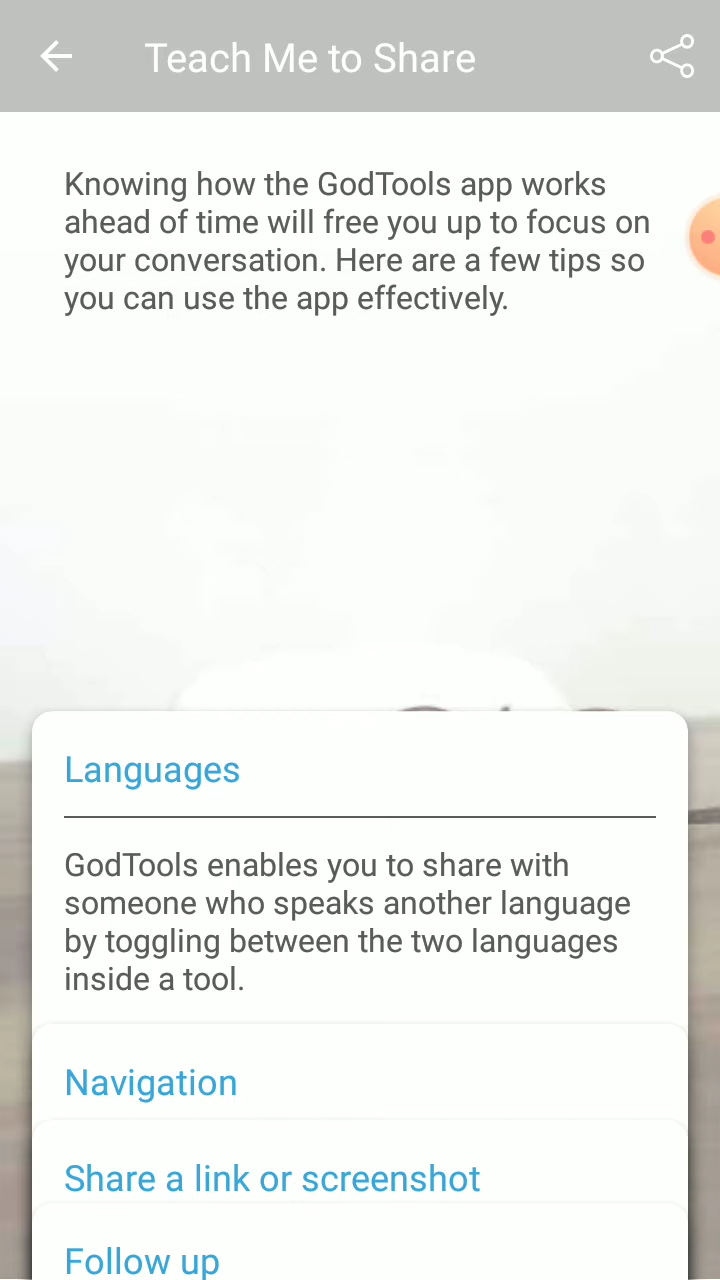 Teach Me to Share
Knowing how the GodTools app works
ahead of time will free you up to focus on
your conversation. Here are a few tips so
you can use the app effectively.
Languages
GodTools enables you to share with
someone who speaks another language
by toggling between the two languages
inside a tool.
Navigation
Share a link or screenshot
Follow up